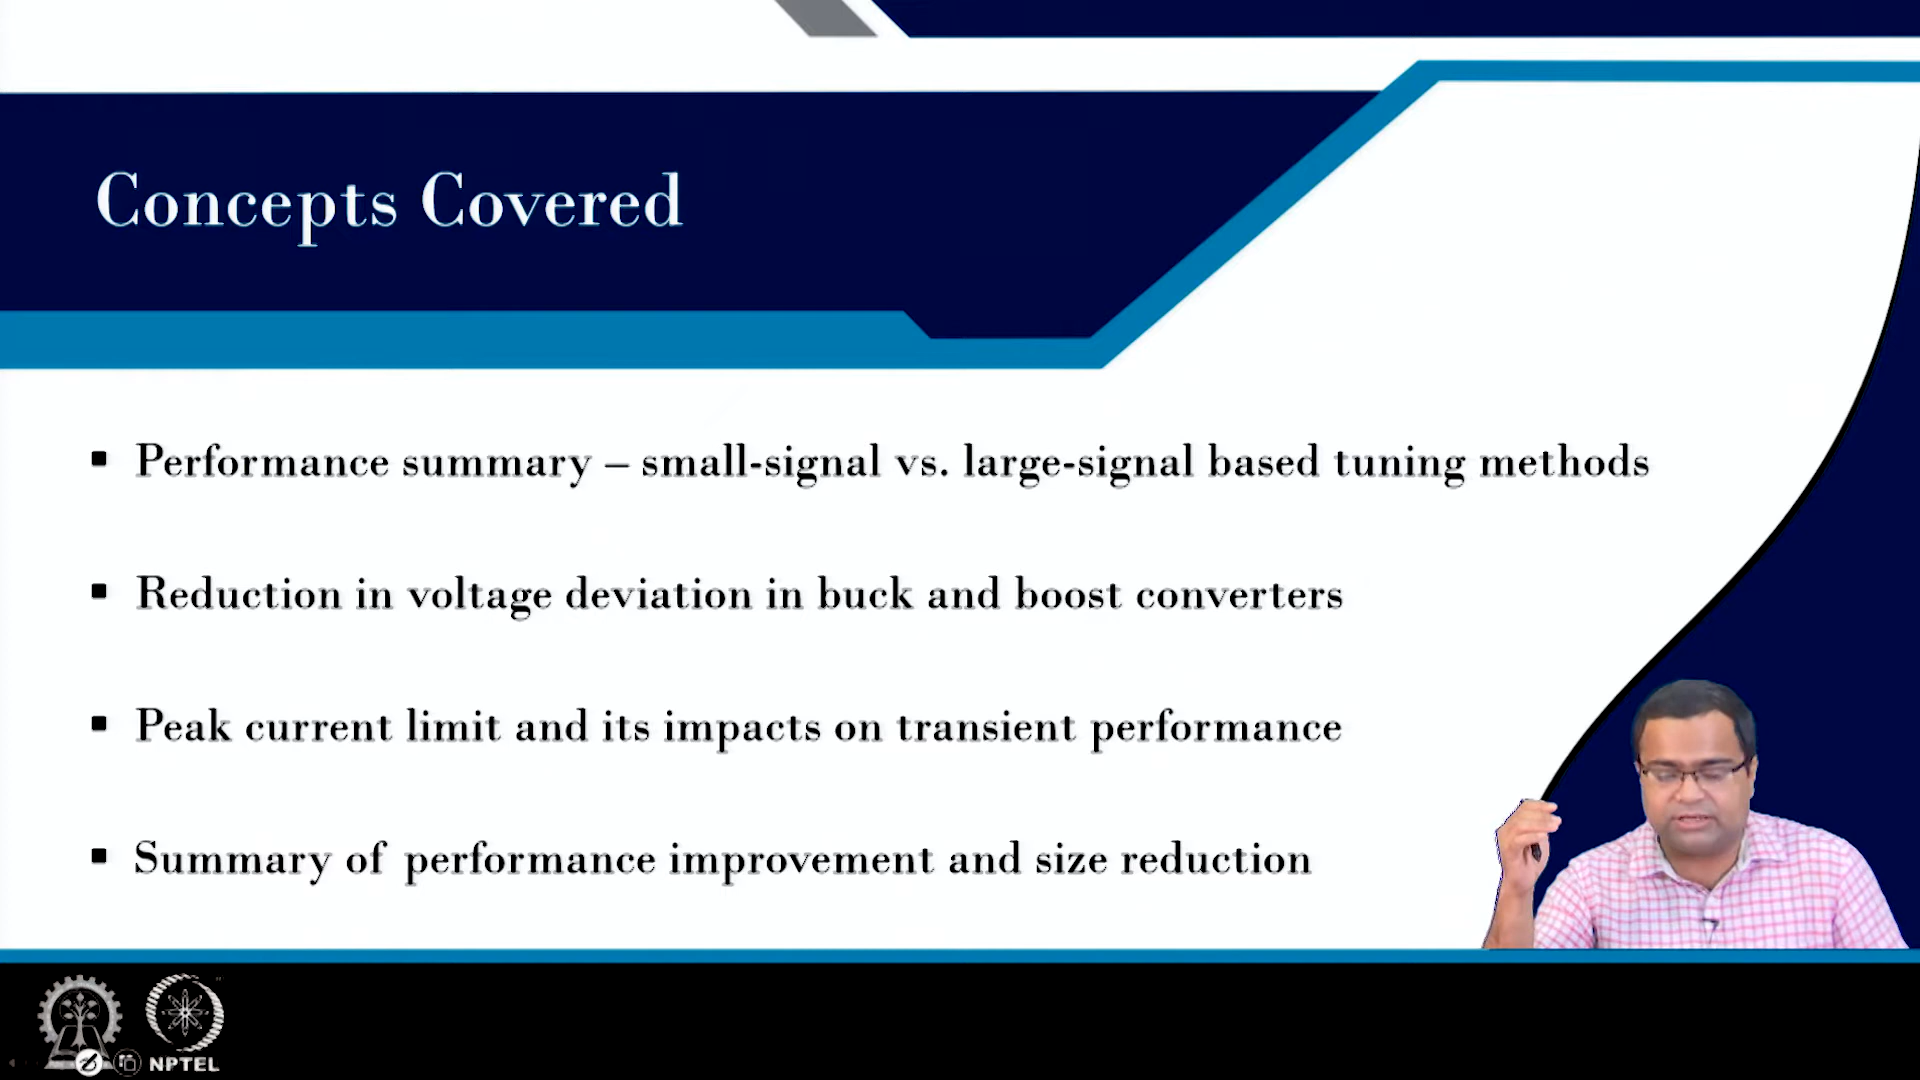 Concepts Covered
▪ Performance summary – small-signal vs. large-signal based tuning methods
▪ Reduction in voltage deviation in buck and boost converters
▪ Peak current limit and its impacts on transient performance
▪ Summary of performance improvement and size reduction
NPTEL